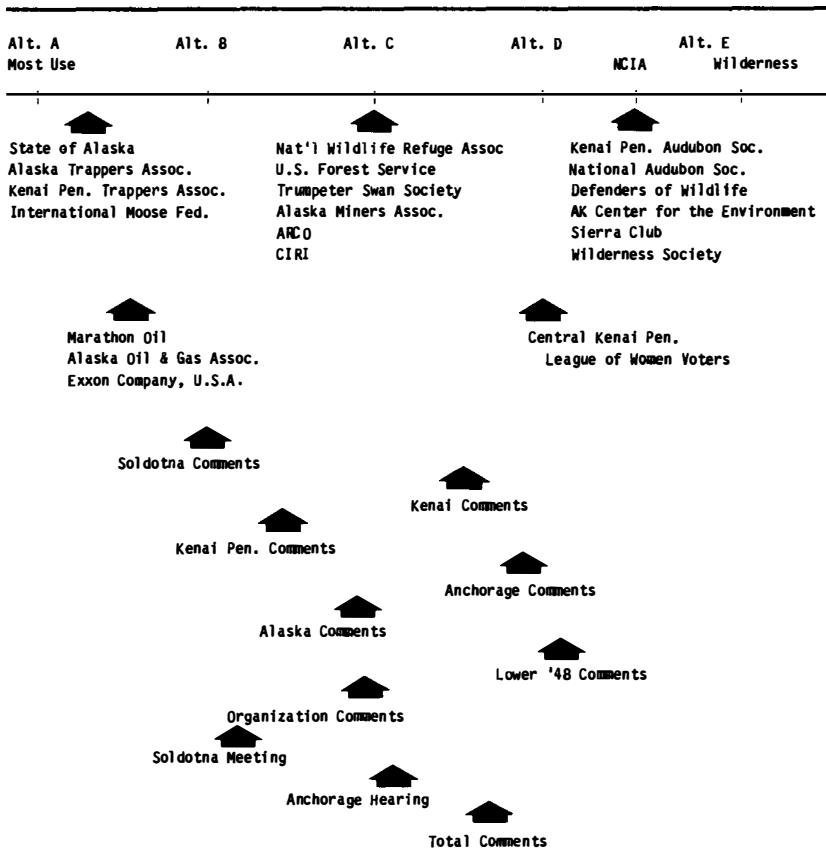 Alt. A Alt. B Alt. C Alt. D Alt. E
Most Use NCIA Wilderness
State of Alaska
Alaska Trappers Assoc.
Kenai Pen. Trappers Assoc.
International Moose Fed.
Nat'l Wildlife Refuge Assoc
U.S. Forest Service
Trumpeter Swan Society
Alaska Miners Assoc.
ARCO
CIRI
Kenai Pen. Audubon Soc.
National Audubon Soc.
Defenders of Wildlife
AK Center for the Environment
Sierra Club
Wilderness Society
Marathon Oil
Alaska Oil & Gas Assoc.
Exxon Company, U.S.A.
Central Kenai Pen.
League of Women Voters
Soldotna Comments
Kenai Comments
Kenai Pen. Comments
Anchorage Comments
Alaska Comments
Lower '48 Comments
Organization Comments
Soldotna Meeting
Anchorage Hearing
Total Comments